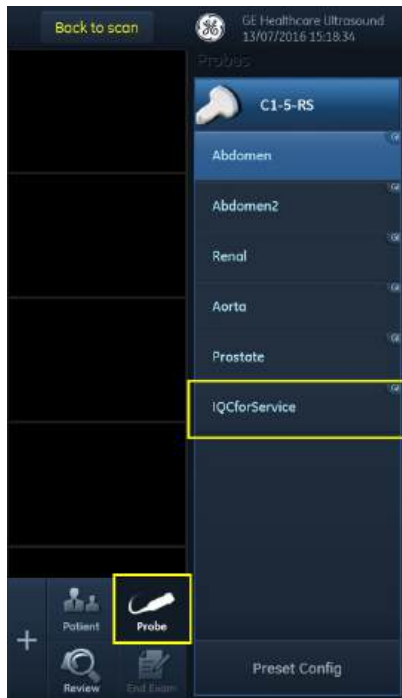 Back to scan
GE Healthcare Ultrasound
13/07/2016 15:18:34
Probes
C1-5-RS
Abdomen
Abdomen2
Renal
Aorta
Prostate
IQCforService
Patient
Probe
+
Review
End Exam
Preset Config